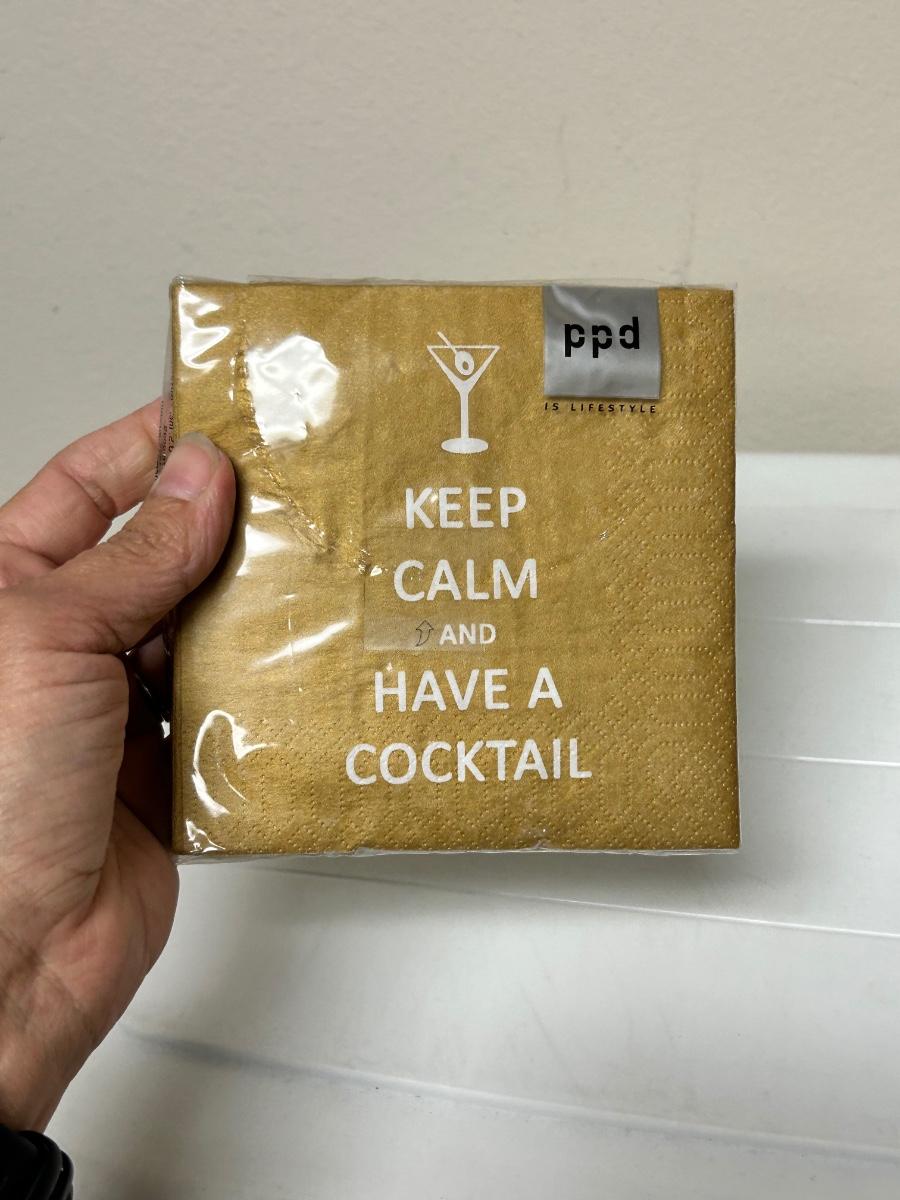 ppd
IS LIFESTYLE
KEEP
CALM
AND
HAVE A
COCKTAIL